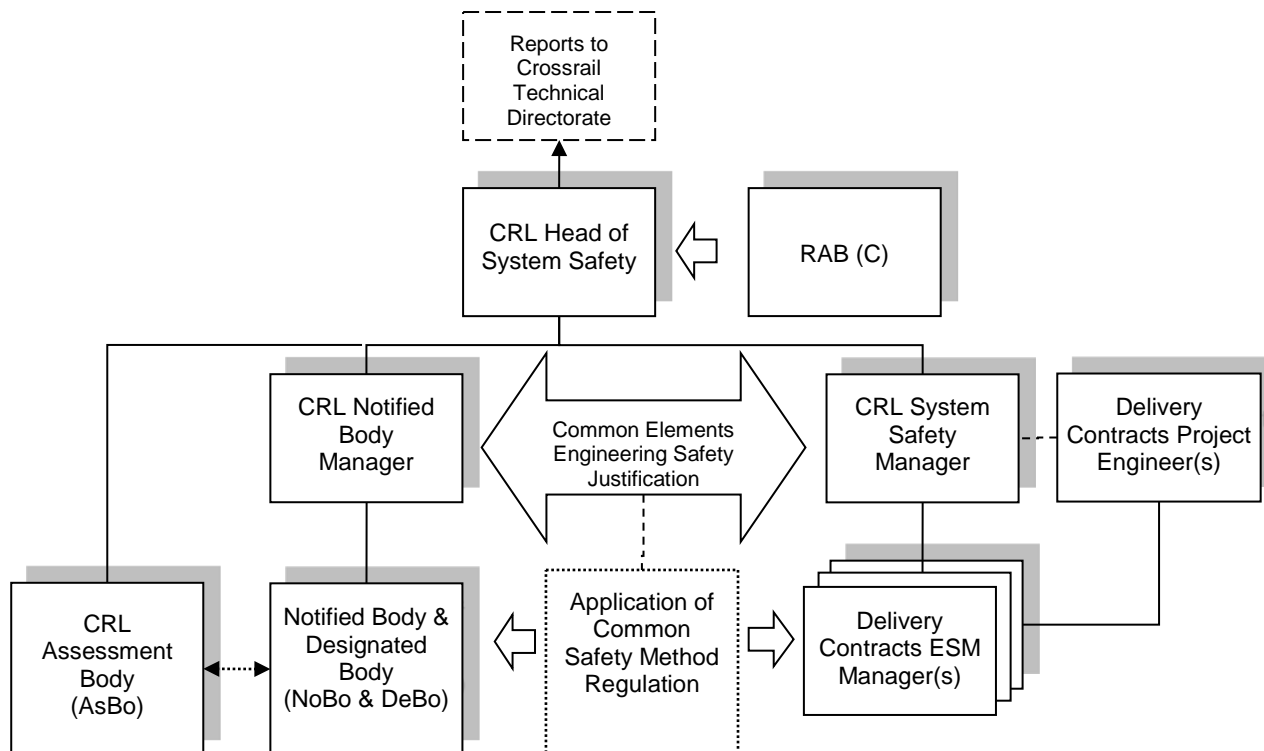 Reports to
Crossrail
Technical
Directorate
CRL Head of
System Safety
RAB (C)
CRL Notified
Body
Manager
Common Elements
Engineering Safety
Justification
CRL System
Safety
Manager
Delivery
Contracts Project
Engineer(s)
CRL
Assessment
Body
(AsBo)
Notified Body &
Designated
Body
(NoBo & DeBo)
Application of
Common
Safety Method
Regulation
Delivery
Contracts ESM
Manager(s)